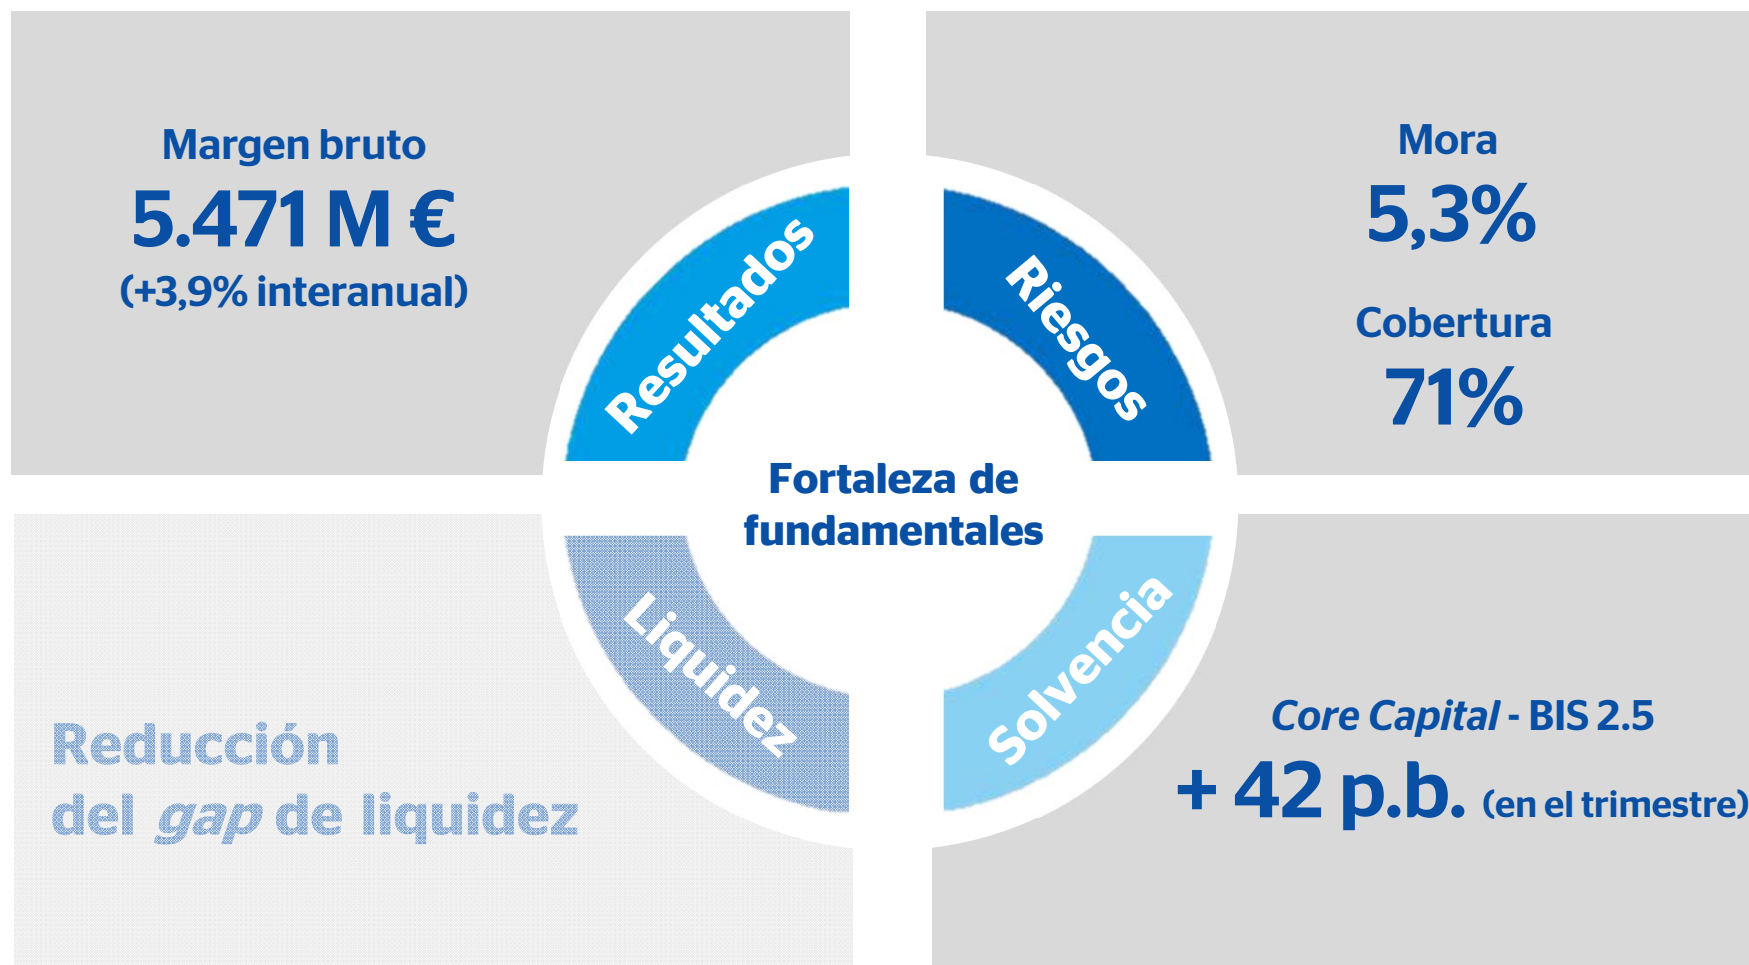 Margen bruto
5.471 M €
(+3,9% interanual)
Resultados
Riesgos
Mora
5,3%
Cobertura
71%
Fortaleza de
fundamentales
Liquidez
Reducción
del gap de liquidez
Solvencia
Core Capital - BIS 2.5
+ 42 p.b. (en el trimestre)